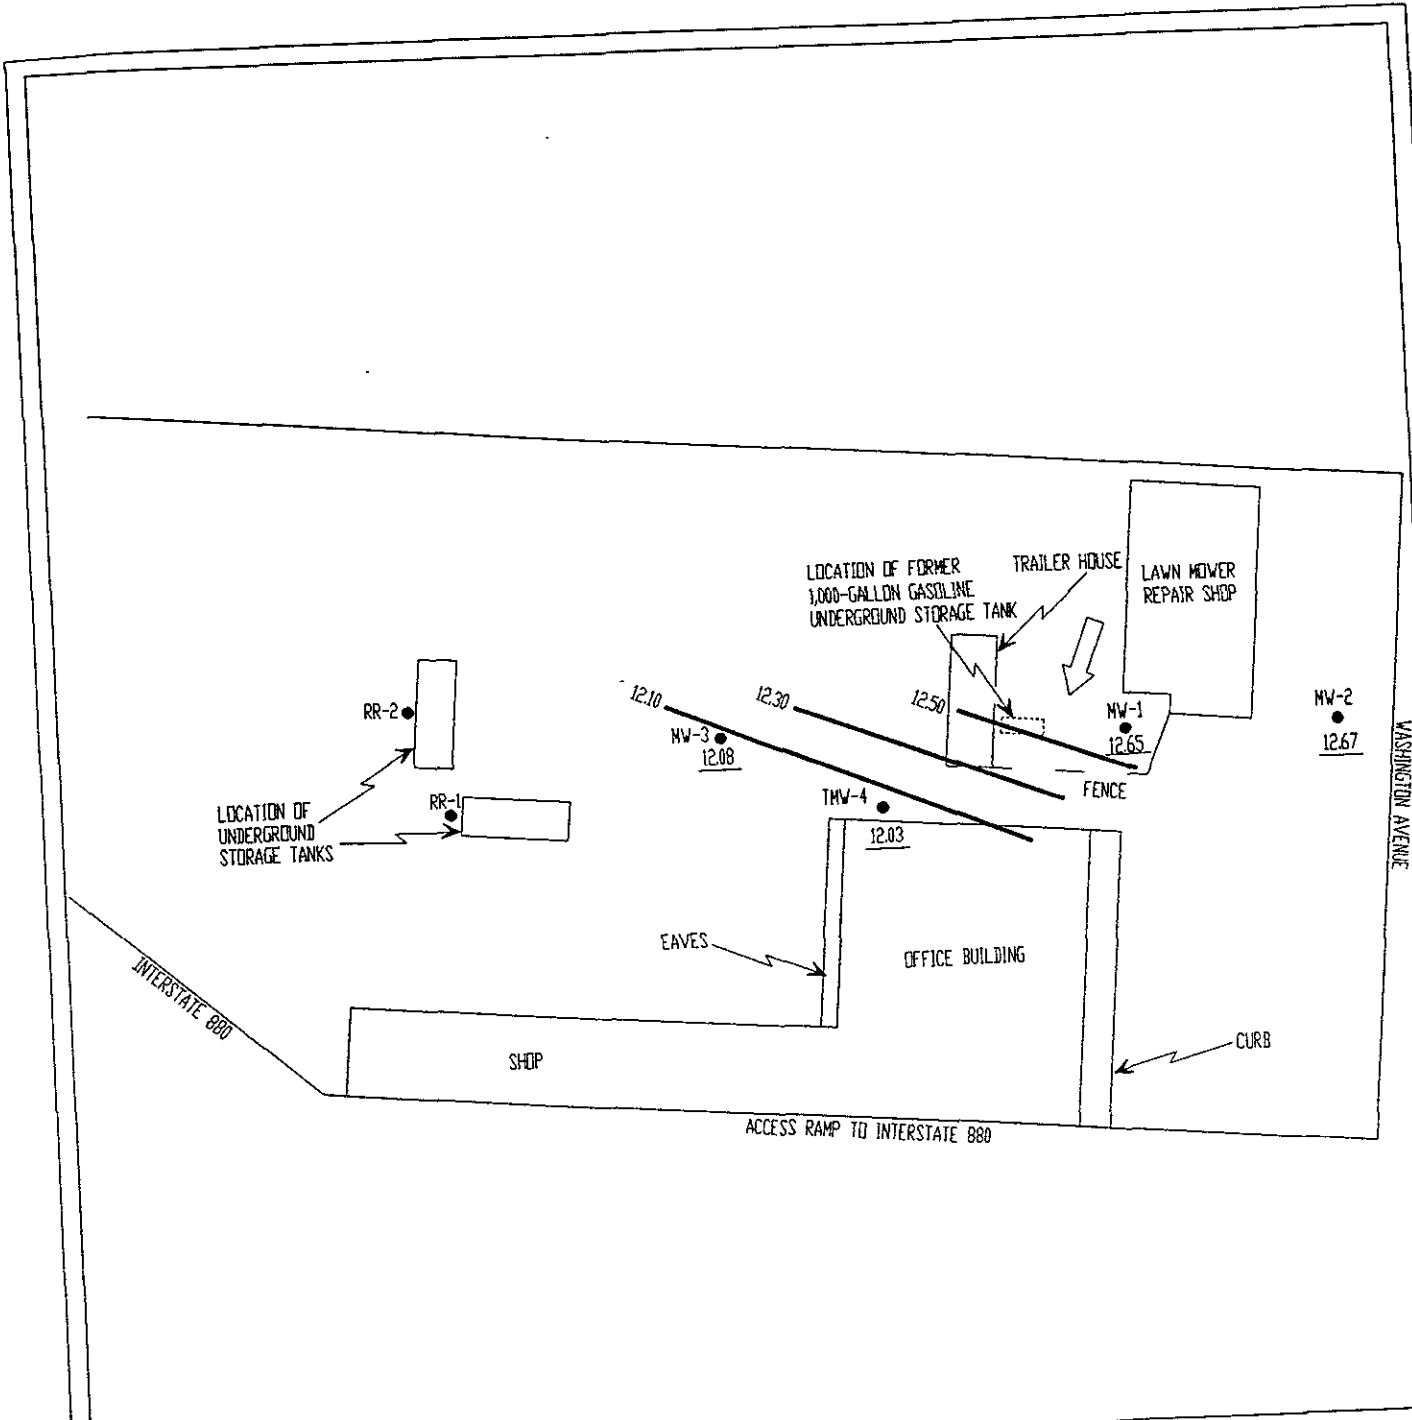 LOCATION OF FORMER
1,000-GALLON GASOLINE
UNDERGROUND STORAGE TANK
TRAILER HOUSE
LAWN MOWER
REPAIR SHOP
12.10
12.30
12.50
RR-2
MW-3
12.08
MW-1
12.65
MW-2
12.67
WASHINGTON AVENUE
FENCE
RR-1
TMW-4
12.03
LOCATION OF
UNDERGROUND
STORAGE TANKS
EAVES
OFFICE BUILDING
INTERSTATE 880
SHOP
CURB
ACCESS RAMP TO INTERSTATE 880